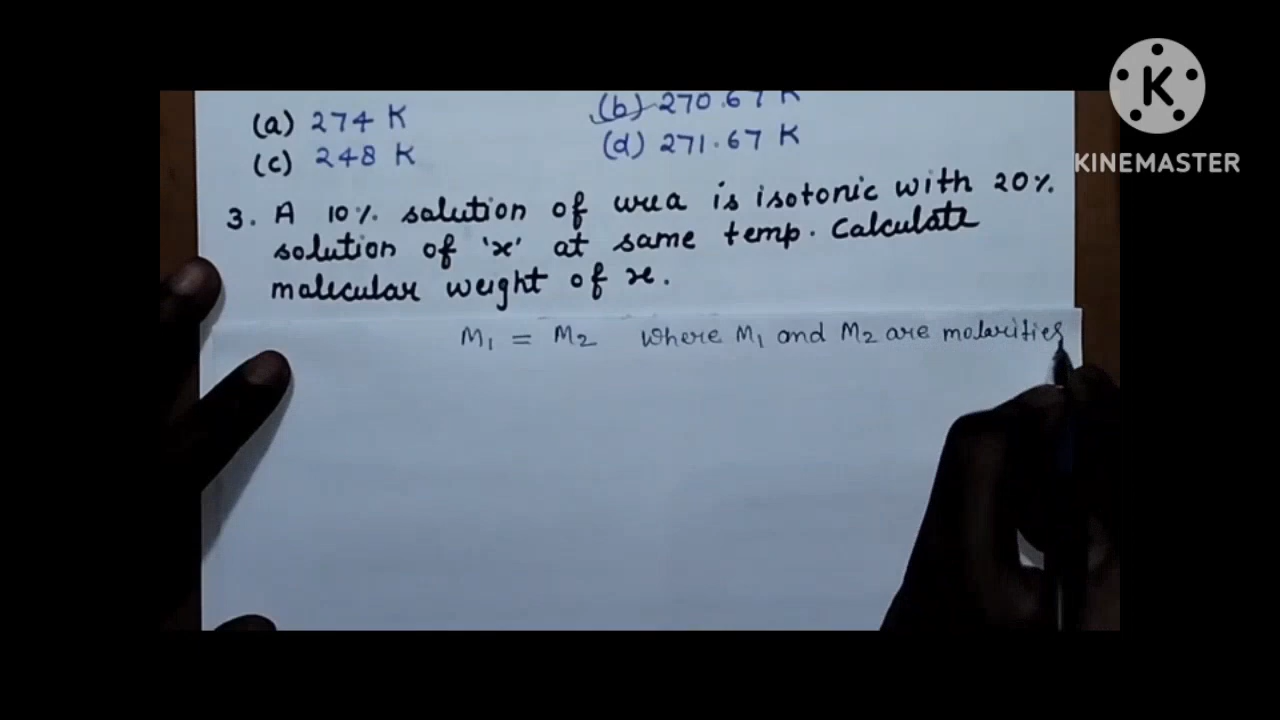 (a) 274 K (b) 270.67 K
(c) 248 K (d) 271.67 K
KINEMASTER
3. A 10% solution of urea is isotonic with 20%
solution of 'x' at same temp. Calculate
molecular weight of x.
M₁ = M₂ where M₁ and M₂ are molarities